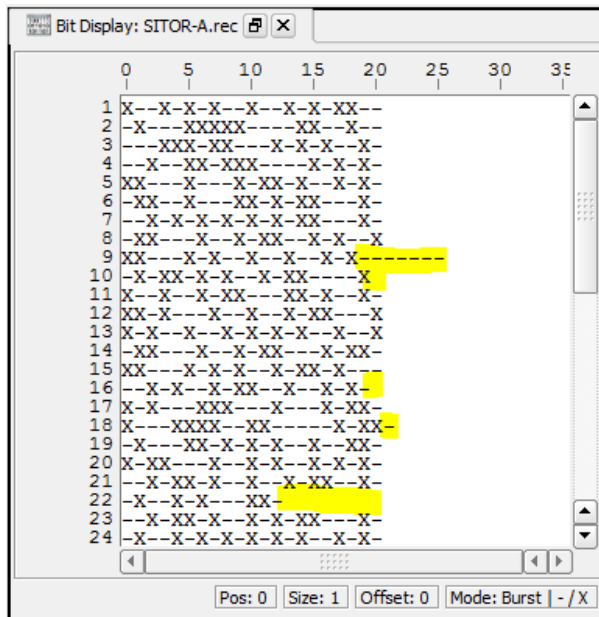 Bit Display: SITOR-A.rec
0 5 10 15 20 25 30 35
1 X--X-X-X--X--X-X-XX--
2 -X---XXXXX----XX--X--
3 ---XXX-XX---X-X-X--X-
4 --X--XX-XXX----X-X-X-
5 XX---X---X-XX-X--X-X-
6 -XX--X---XX-X-XX---X-
7 --X-X-X-X-X-X-XX---X-
8 -XX---X--X-XX--X-X--X
9 XX---X-X--X--X--X-X-------
10 -X-XX-X--X-X-XX----X
11 X--X--X-XX---XX-X--X-
12 XX-X---X--X--X-XX---X
13 X-X--X--X-X-X-X--X--X
14 -XX---X--X-XX---X-XX-
15 XX---X-X-X--X-XX-X---
16 --X-X--X-XX--X--X-X-
17 X-X---XXX---X---X-XX-
18 X---XXXX--XX-----X-XX-
19 -X---XX-X-X-X--X--XX-
20 X-XX---X--X-X--X-X-X-
21 --X-XX-X--X--X-XX--X-
22 -X--X-X---XX-
23 --X-XX-X--X-X-XX---X-
24 -X--X-X-X-X-X-X-X--X-
Pos: 0 Size: 1 Offset: 0 Mode: Burst | - / X